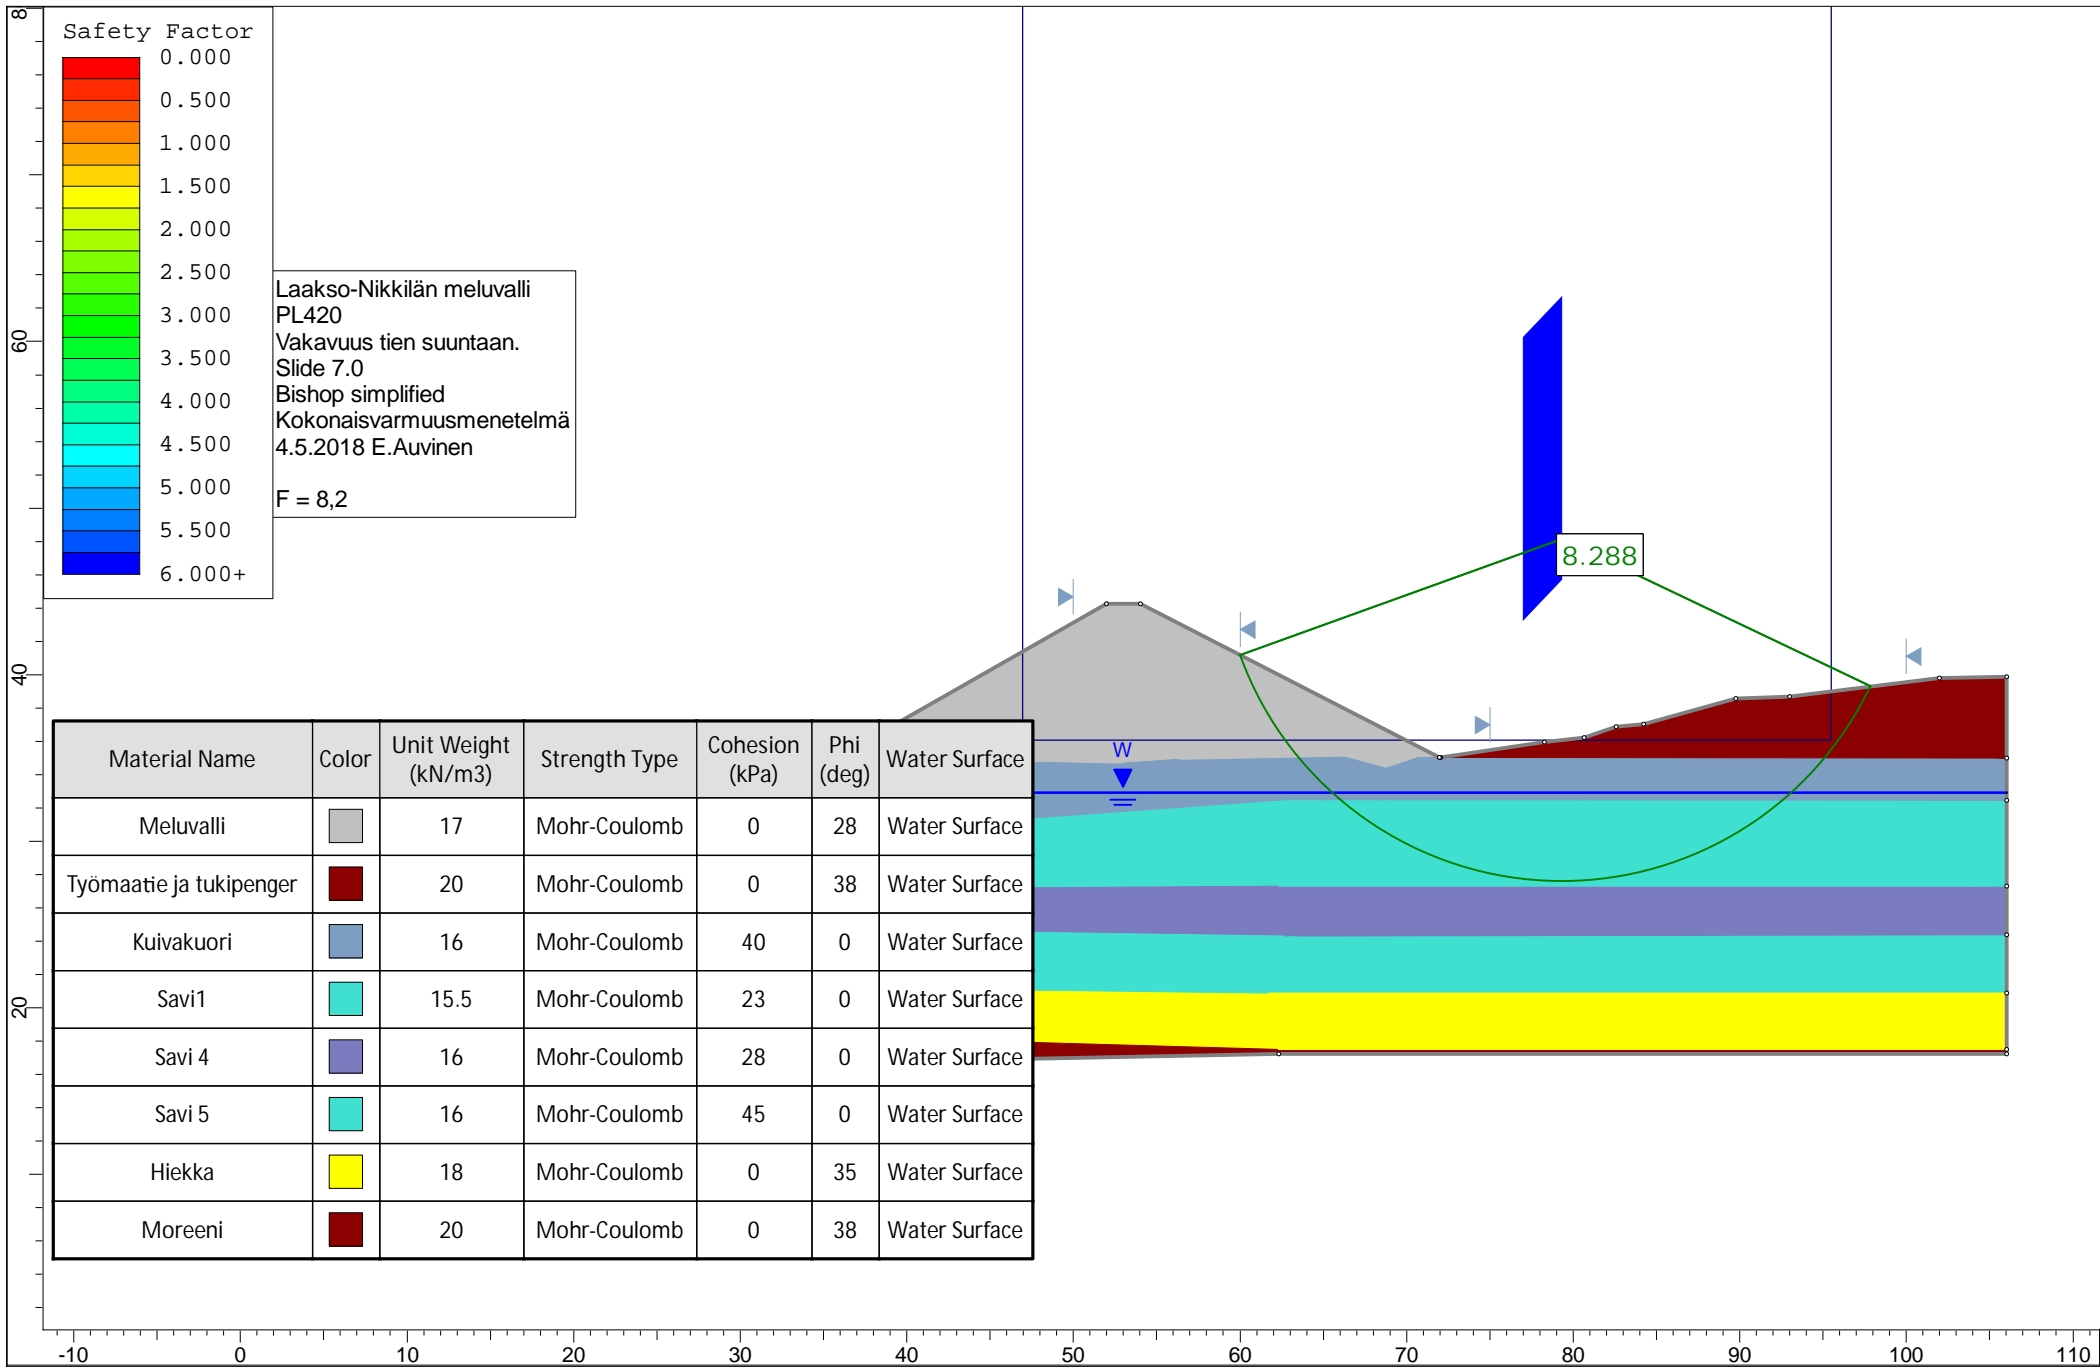 Safety Factor
0.000
0.500
1.000
1.500
2.000
2.500
3.000
3.500
4.000
4.500
5.000
5.500
6.000+
Laakso-Nikkilän meluvalli
PL420
Vakavuus tien suuntaan.
Slide 7.0
Bishop simplified
Kokonaisvarmuusmenetelmä
4.5.2018 E.Auvinen
F = 8,2
8.288
W
Material Name Color Unit Weight (kN/m3) Strength Type Cohesion (kPa) Phi (deg) Water Surface
Meluvalli 17 Mohr-Coulomb 0 28 Water Surface
Työmaatie ja tukipenger 20 Mohr-Coulomb 0 38 Water Surface
Kuivakuori 16 Mohr-Coulomb 40 0 Water Surface
Savi1 15.5 Mohr-Coulomb 23 0 Water Surface
Savi 4 16 Mohr-Coulomb 28 0 Water Surface
Savi 5 16 Mohr-Coulomb 45 0 Water Surface
Hiekka 18 Mohr-Coulomb 0 35 Water Surface
Moreeni 20 Mohr-Coulomb 0 38 Water Surface
8
60
40
20
-10 0 10 20 30 40 50 60 70 80 90 100 110